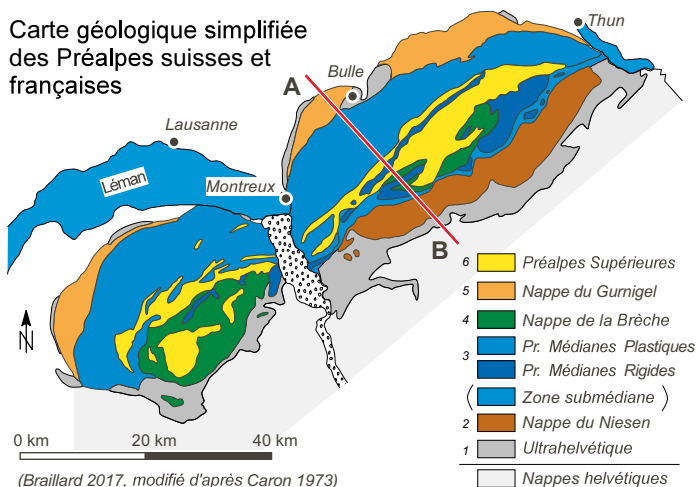 Carte géologique simplifiée
des Préalpes suisses et
françaises
Thun
A
Bulle
Lausanne
Léman
Montreux
B
6 Préalpes Supérieures
5 Nappe du Gurnigel
4 Nappe de la Brèche
3 Pr. Médianes Plastiques
Pr. Médianes Rigides
( Zone submédiane )
2 Nappe du Niesen
1 Ultrahelvétique
Nappes helvétiques
N
0 km 20 km 40 km
(Braillard 2017, modifié d'après Caron 1973)